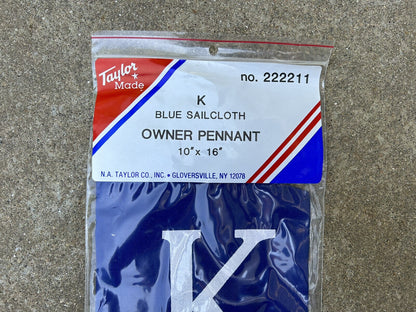 Taylor
Made
no. 222211
K
BLUE SAILCLOTH
OWNER PENNANT
10" x 16"
N.A. TAYLOR CO., INC. • GLOVERSVILLE, NY 12078
K